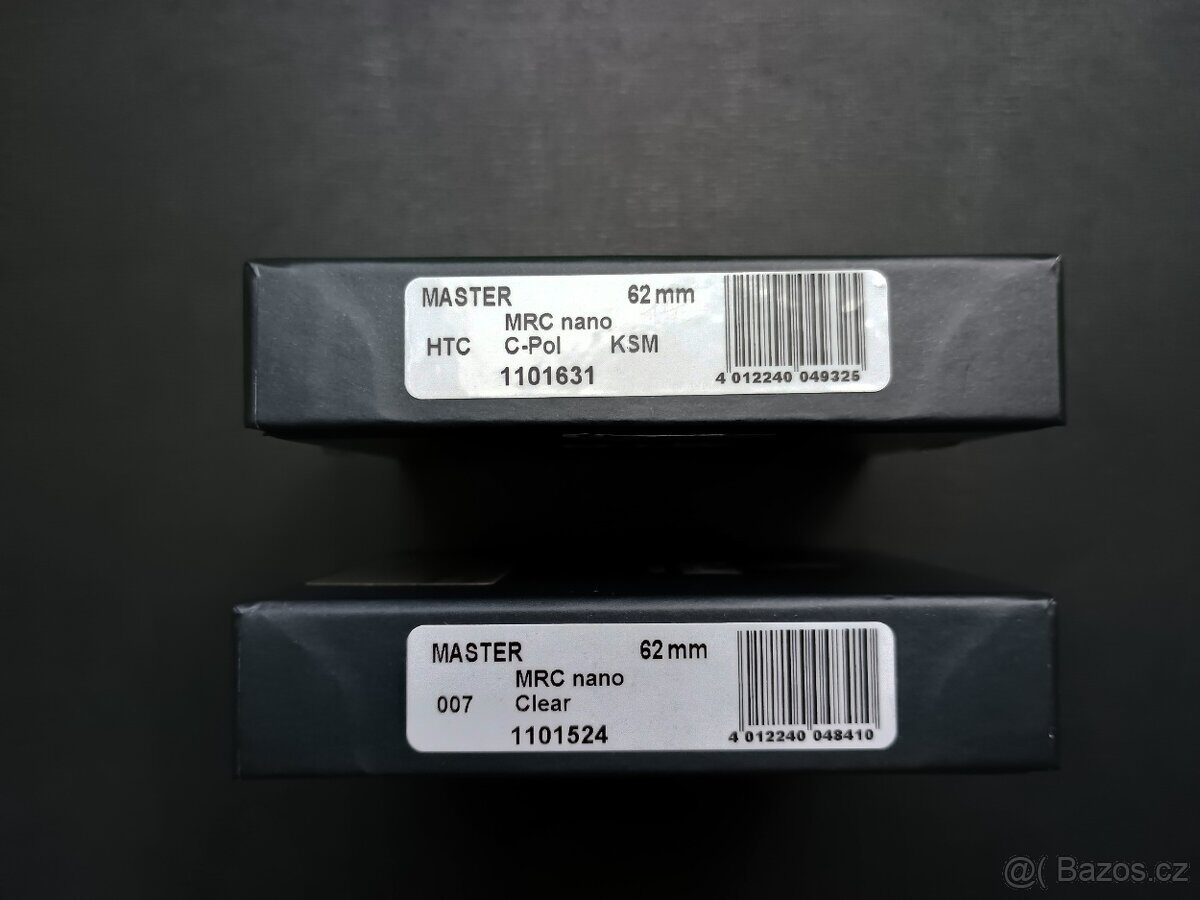 MASTER 62 mm
MRC nano
HTC C-Pol KSM
1101631
4 012240 049325
MASTER 62 mm
MRC nano
007 Clear
1101524
4 012240 048410
@( Bazos.cz